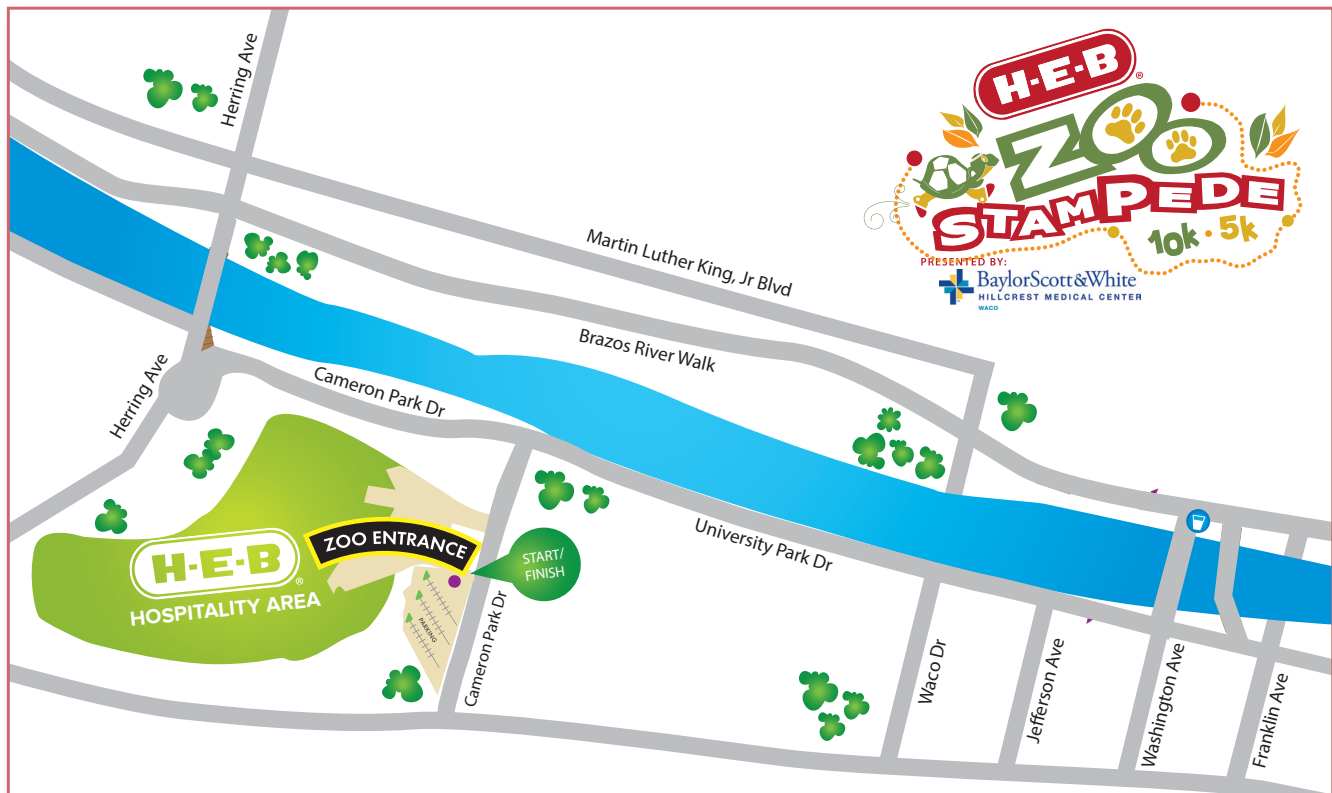 H-E-B
®
ZOO
STAMPEDE
10k • 5k
PRESENTED BY:
BaylorScott&White
HILLCREST MEDICAL CENTER
WACO
Herring Ave
Martin Luther King, Jr Blvd
Brazos River Walk
Herring Ave
Cameron Park Dr
University Park Dr
ZOO ENTRANCE
START/
FINISH
H-E-B
®
HOSPITALITY AREA
PARKING
Cameron Park Dr
Waco Dr
Jefferson Ave
Washington Ave
Franklin Ave